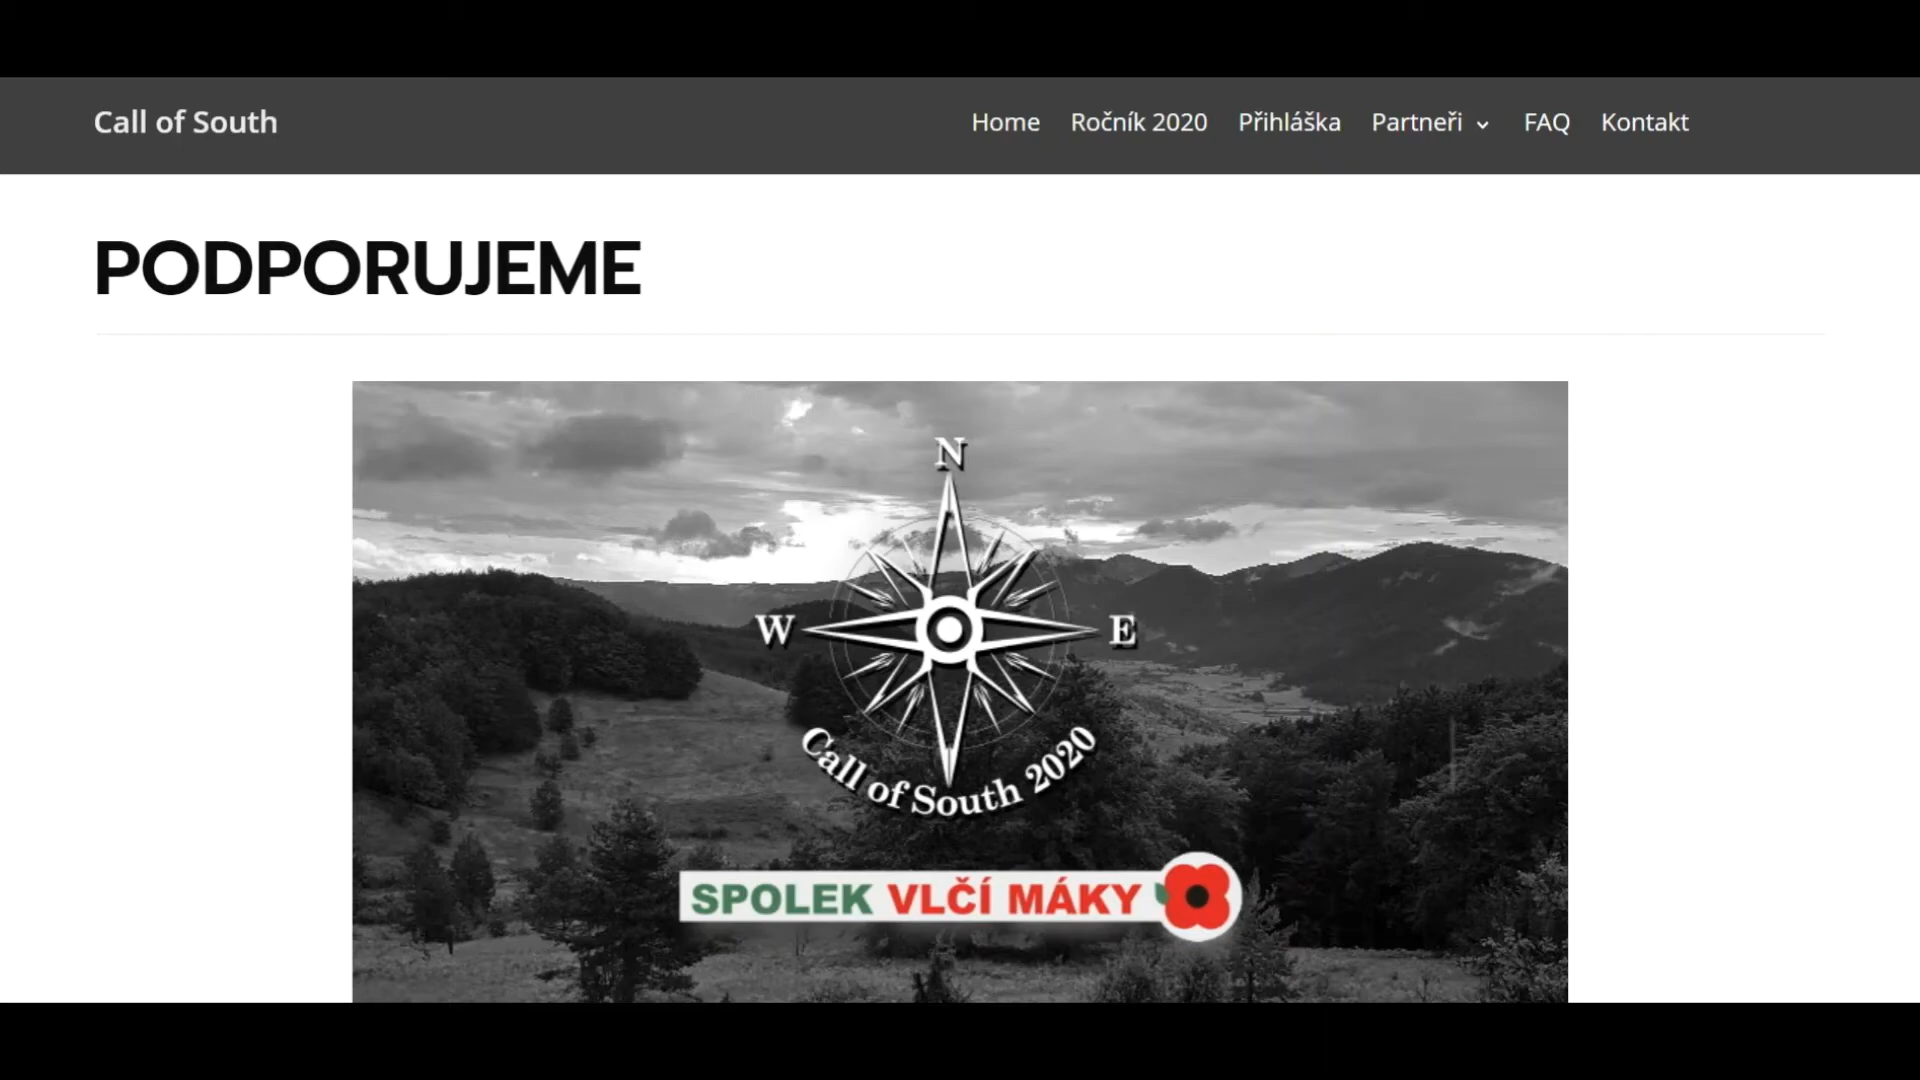 Call of South
Home Ročník 2020 Přihláška Partneři FAQ Kontakt
PODPORUJEME
N
W E
Call of South 2020
SPOLEK VLČÍ MÁKY